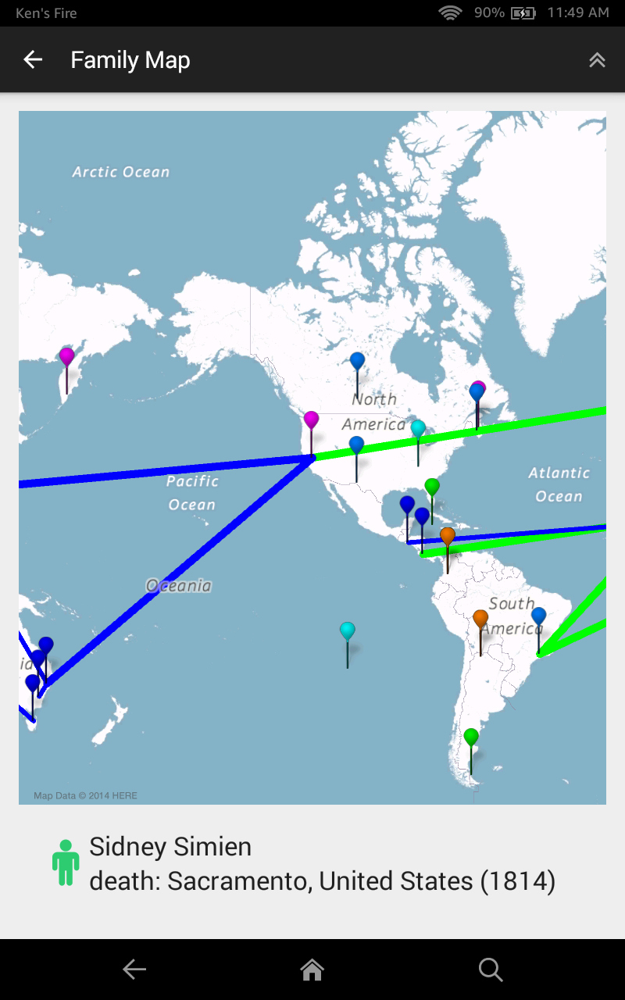 Ken's Fire 90% 11:49 AM
Family Map
Arctic Ocean
North
America
Pacific
Ocean
Atlantic
Ocean
Oceania
South
America
ia
Map Data © 2014 HERE
Sidney Simien
death: Sacramento, United States (1814)